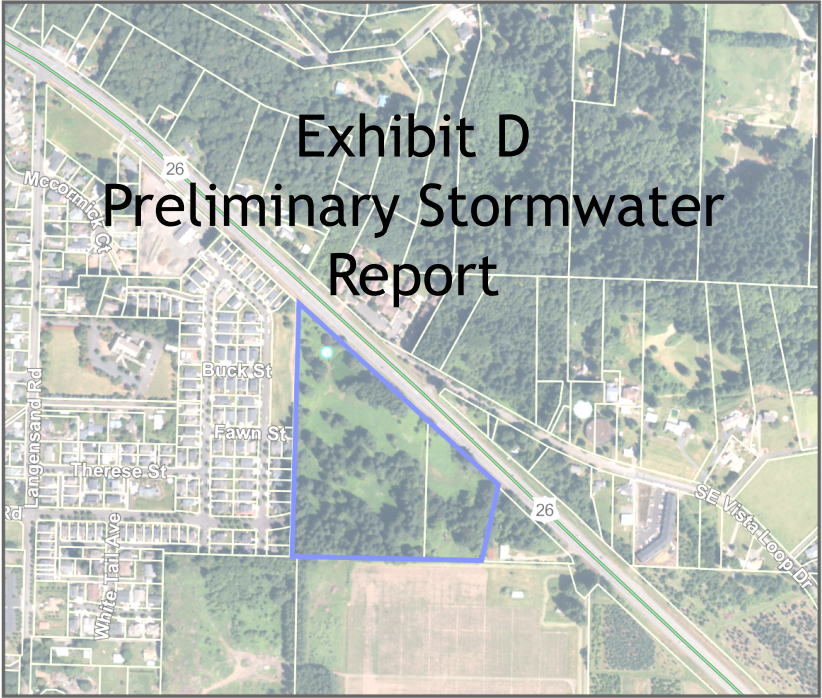 Exhibit D
26
Mccormick Ct
Preliminary Stormwater
Report
Buck St
Langensand Rd
Fawn St
Therese St
Rd
26
SE Vista Loop Dr
White Tail Ave